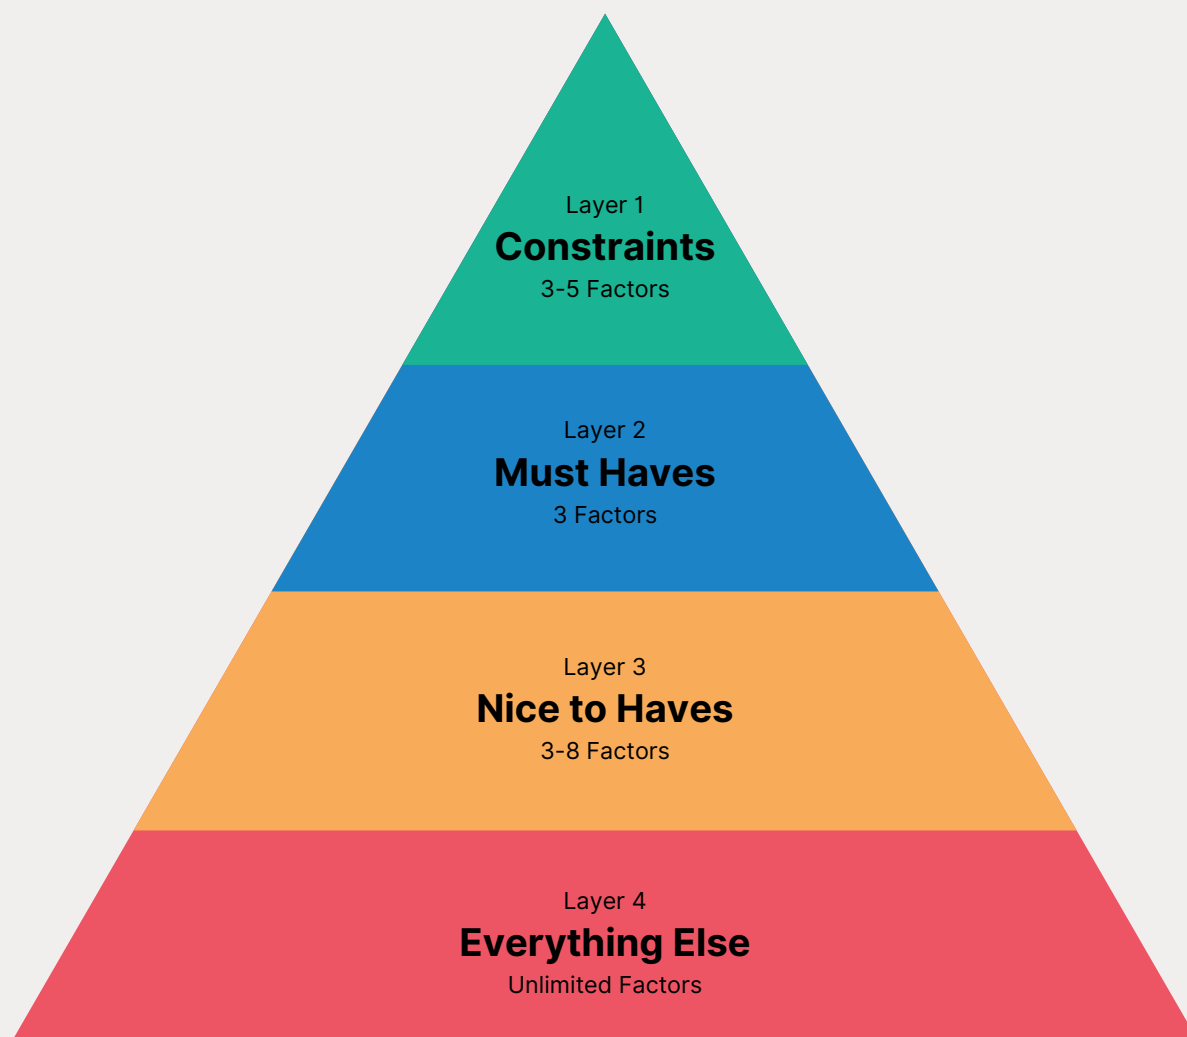 Layer 1
Constraints
3-5 Factors
Layer 2
Must Haves
3 Factors
Layer 3
Nice to Haves
3-8 Factors
Layer 4
Everything Else
Unlimited Factors